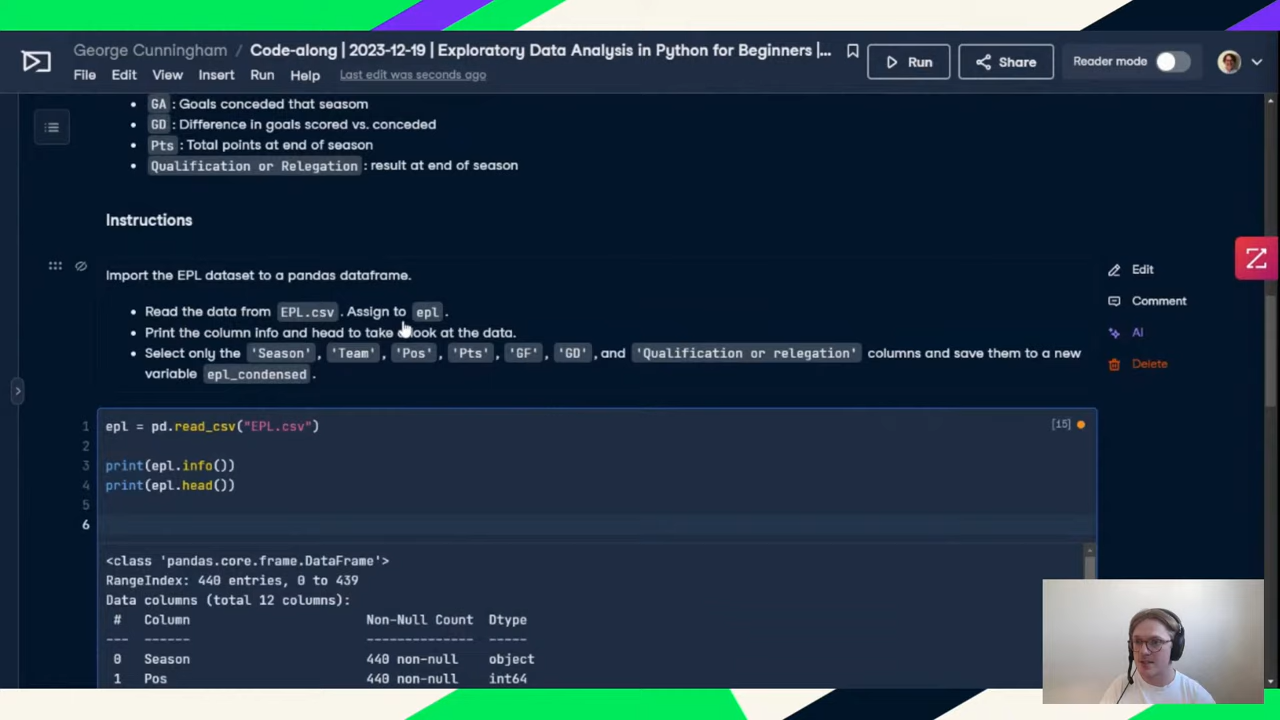 George Cunningham / Code-along | 2023-12-19 | Exploratory Data Analysis in Python for Beginners |...
Run
Share
Reader mode
File Edit View Insert Run Help Last edit was seconds ago
GA : Goals conceded that seasom
GD : Difference in goals scored vs. conceded
Pts : Total points at end of season
Qualification or Relegation : result at end of season
Instructions
Import the EPL dataset to a pandas dataframe.
Edit
Read the data from EPL.csv . Assign to epl .
Comment
Print the column info and head to take a look at the data.
AI
Select only the 'Season' , 'Team' , 'Pos' , 'Pts' , 'GF' , 'GD' , and 'Qualification or relegation' columns and save them to a new
Delete
variable epl_condensed .
1 epl = pd.read_csv("EPL.csv")
[15]
2
3 print(epl.info())
4 print(epl.head())
5
6
<class 'pandas.core.frame.DataFrame'>
RangeIndex: 440 entries, 0 to 439
Data columns (total 12 columns):
# Column Non-Null Count Dtype
--- ------ -------------- -----
0 Season 440 non-null object
1 Pos 440 non-null int64